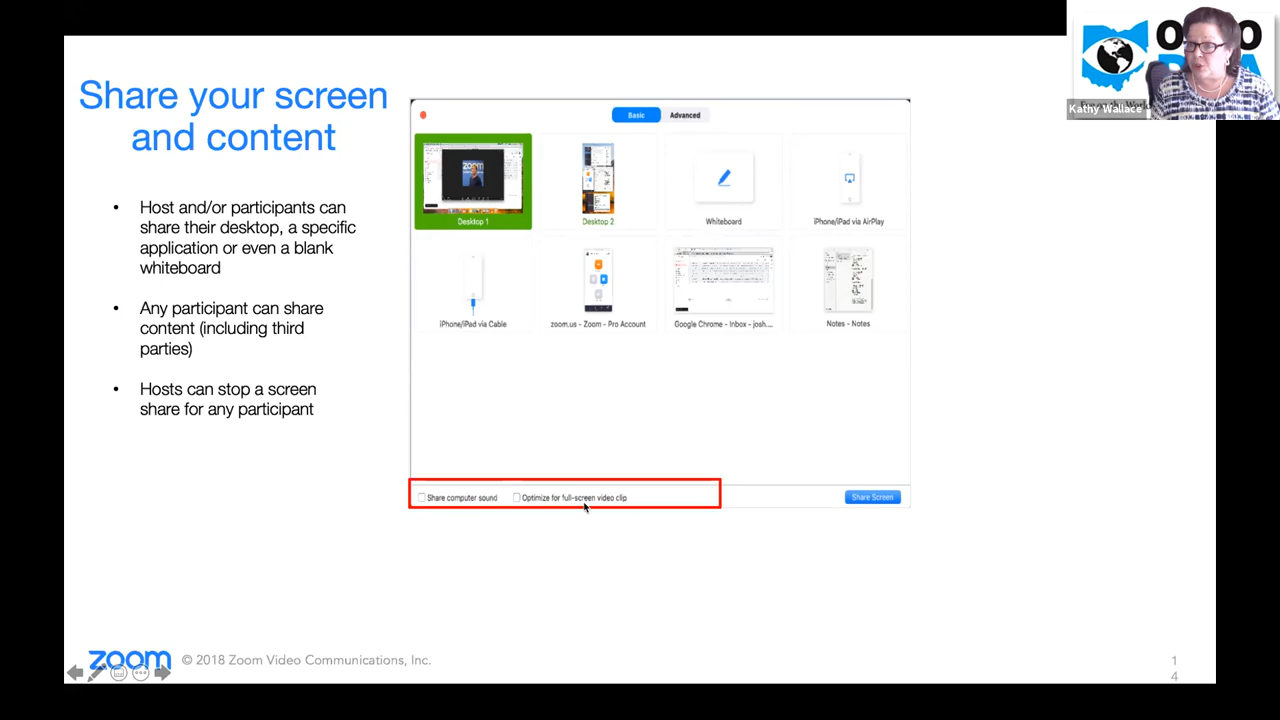 Share your screen
and content
• Host and/or participants can
share their desktop, a specific
application or even a blank
whiteboard
• Any participant can share
content (including third
parties)
• Hosts can stop a screen
share for any participant
Basic
Advanced
Desktop 1
Desktop 2
Whiteboard
iPhone/iPad via AirPlay
iPhone/iPad via Cable
zoom.us - Zoom - Pro Account
Google Chrome - Inbox - josh....
Notes - Notes
Share computer sound
Optimize for full-screen video clip
Share Screen
zoom
© 2018 Zoom Video Communications, Inc.
1
4
Kathy Wallace